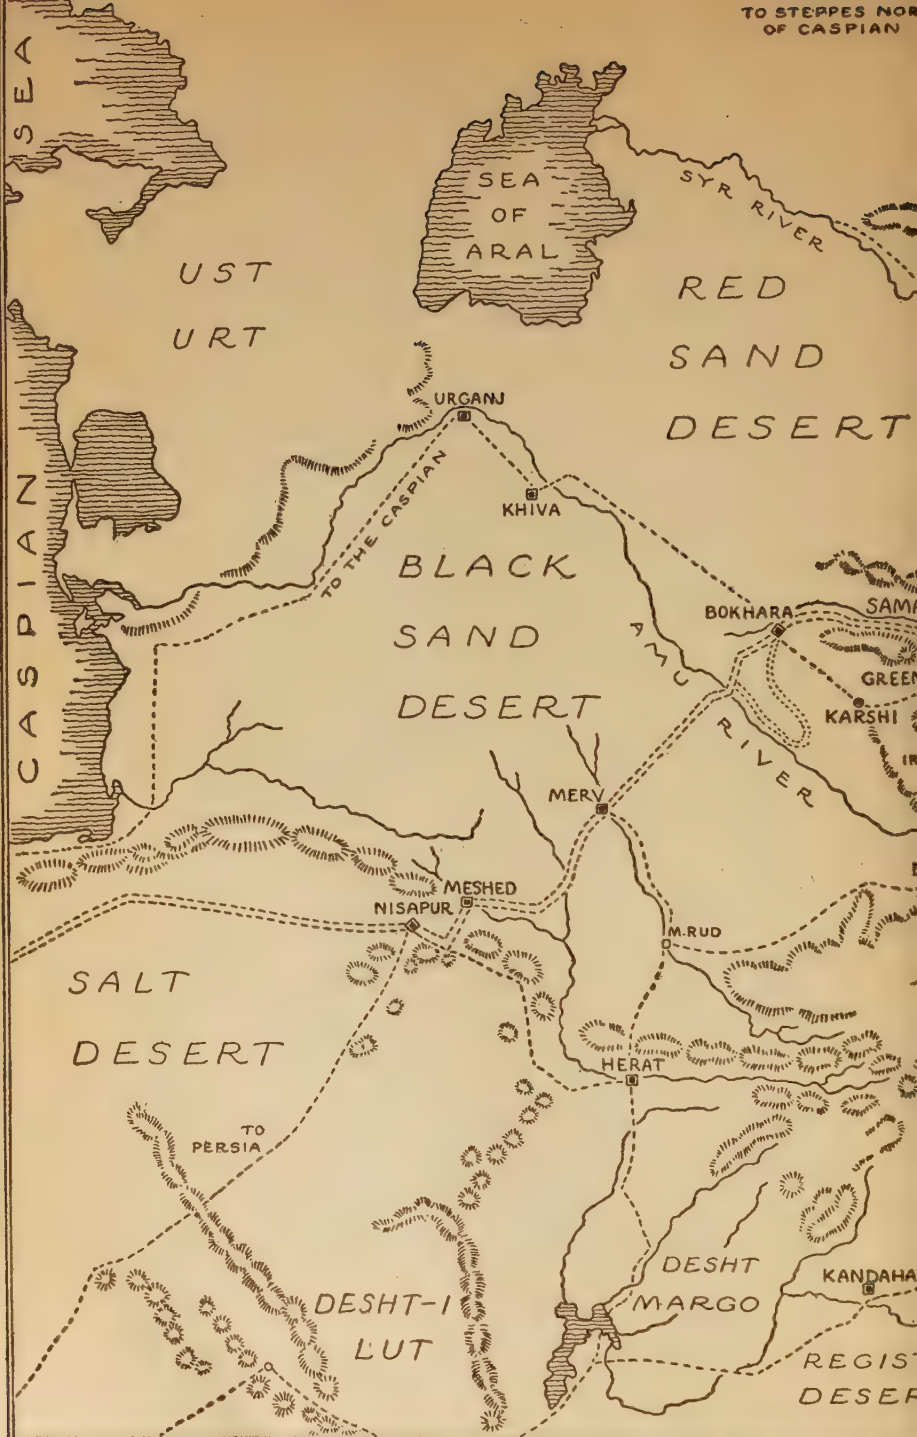 TO STEPPES NOR
OF CASPIAN
SEA
SEA
OF
ARAL
SYR RIVER
UST
URT
RED
SAND
DESERT
URGANJ
KHIVA
TO THE CASPIAN
CASPIAN
BLACK
SAND
DESERT
BOKHARA
SAMA
AMU
RIVER
GREEN
KARSHI
IR
MERV
MESHED
NISAPUR
M.RUD
SALT
DESERT
HERAT
TO
PERSIA
DESHT-I
LUT
DESHT
MARGO
KANDAHA
REGIST
DESER